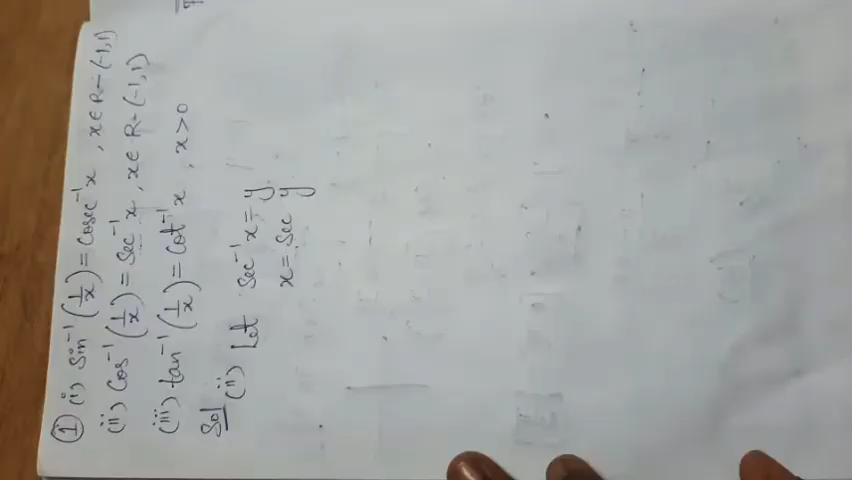 ① (i) Sin⁻¹(1/x) = Cosec⁻¹x , x∈R-(-1,1)
(ii) Cos⁻¹(1/x) = Sec⁻¹x , x∈ R-(-1,1)
(iii) tan⁻¹(1/x) = Cot⁻¹x , x>0
Sol (ii) Let Sec⁻¹x = y
x = Sec y